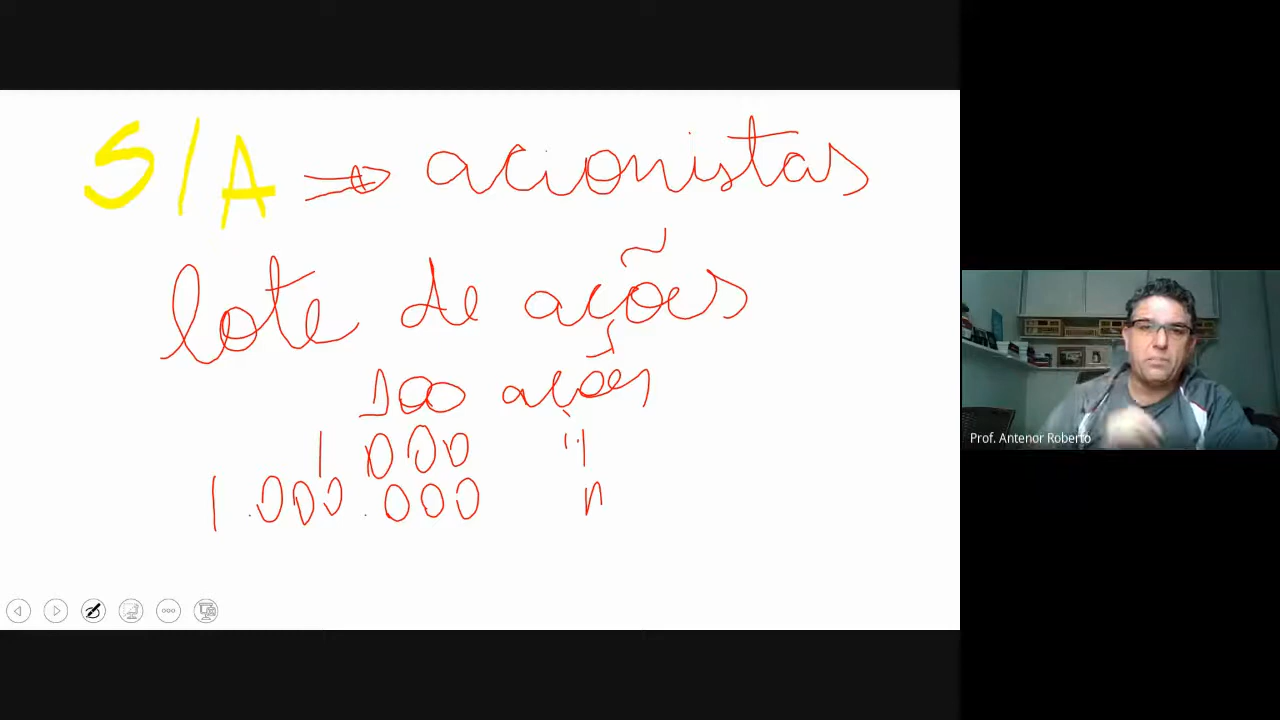 S/A ⇒ acionistas
lote de ações
100 ações
1.000 "
1.000.000 "
Prof. Antenor Roberto